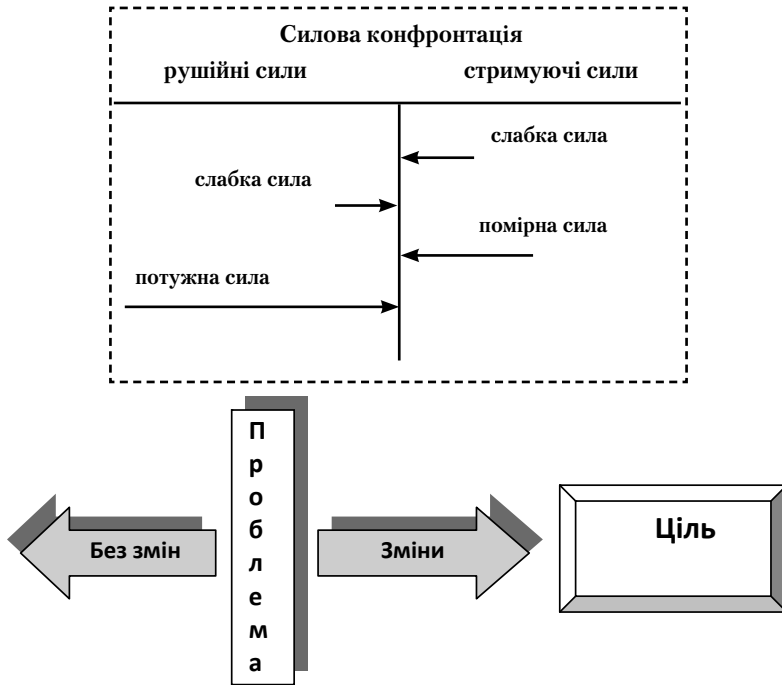 Силова конфронтація
рушійні сили стримуючі сили
слабка сила
слабка сила
помірна сила
потужна сила
Проблема
Без змін
Зміни
Ціль